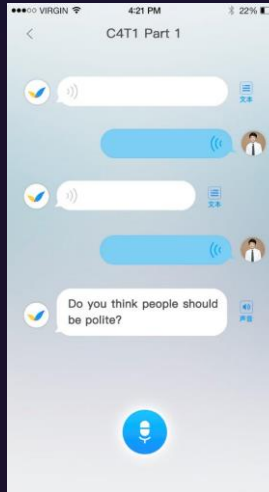 VIRGIN 4:21 PM 22%
C4T1 Part 1
文本
文本
Do you think people should
be polite?
声音